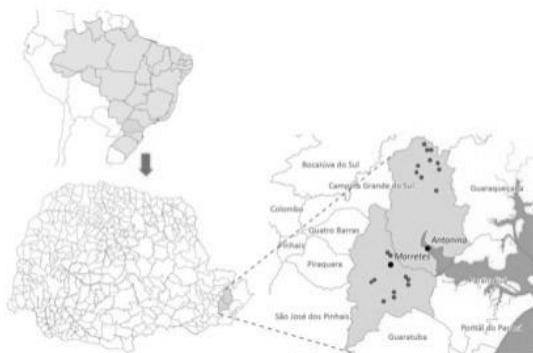 Bocaiúva do Sul
Campina Grande do Sul
Guaraqueçaba
Colombo
Quatro Barras
Antonina
Pinhais
Morretes
Piraquara
São José dos Pinhais
Guaratuba
Pontal do